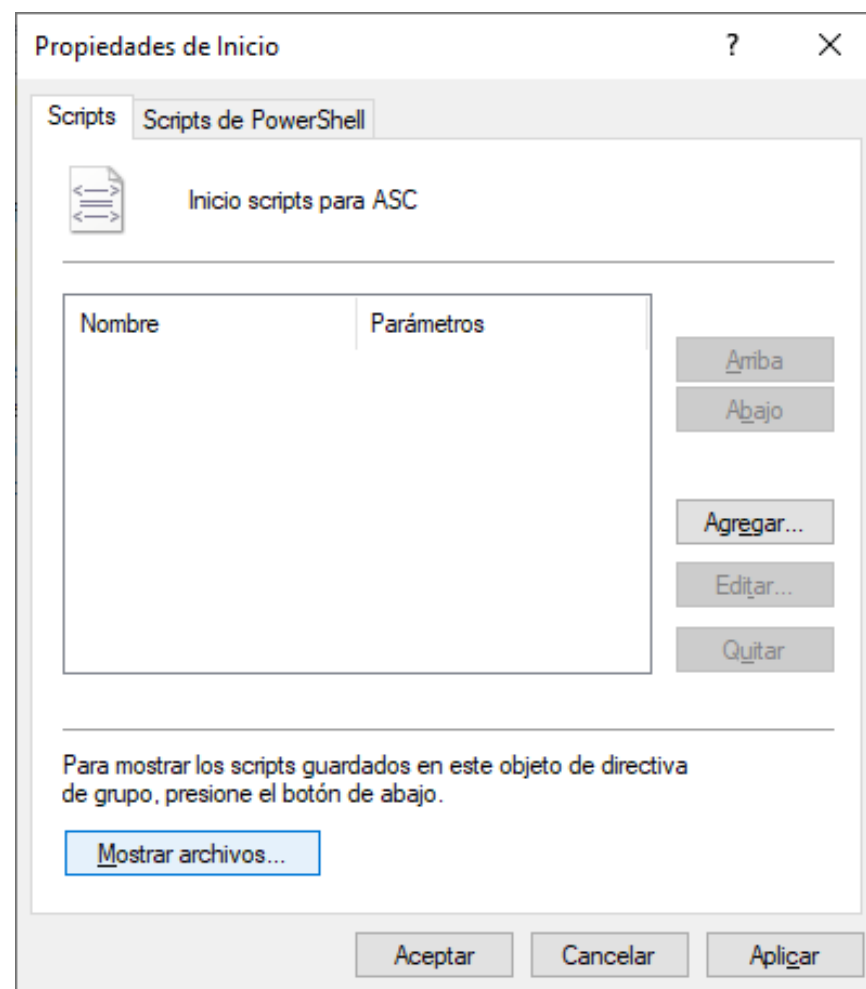 Propiedades de Inicio
Scripts
Scripts de PowerShell
Inicio scripts para ASC
Nombre
Parámetros
Arriba
Abajo
Agregar...
Editar...
Quitar
Para mostrar los scripts guardados en este objeto de directiva
de grupo, presione el botón de abajo.
Mostrar archivos...
Aceptar
Cancelar
Aplicar